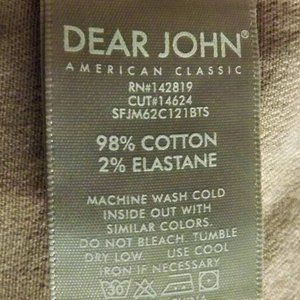 DEAR JOHN®
AMERICAN CLASSIC
RN#142819
CUT#14624
SFJM62C121BTS
98% COTTON
2% ELASTANE
MACHINE WASH COLD
INSIDE OUT WITH
SIMILAR COLORS.
DO NOT BLEACH. TUMBLE
DRY LOW. USE COOL
IRON IF NECESSARY
30